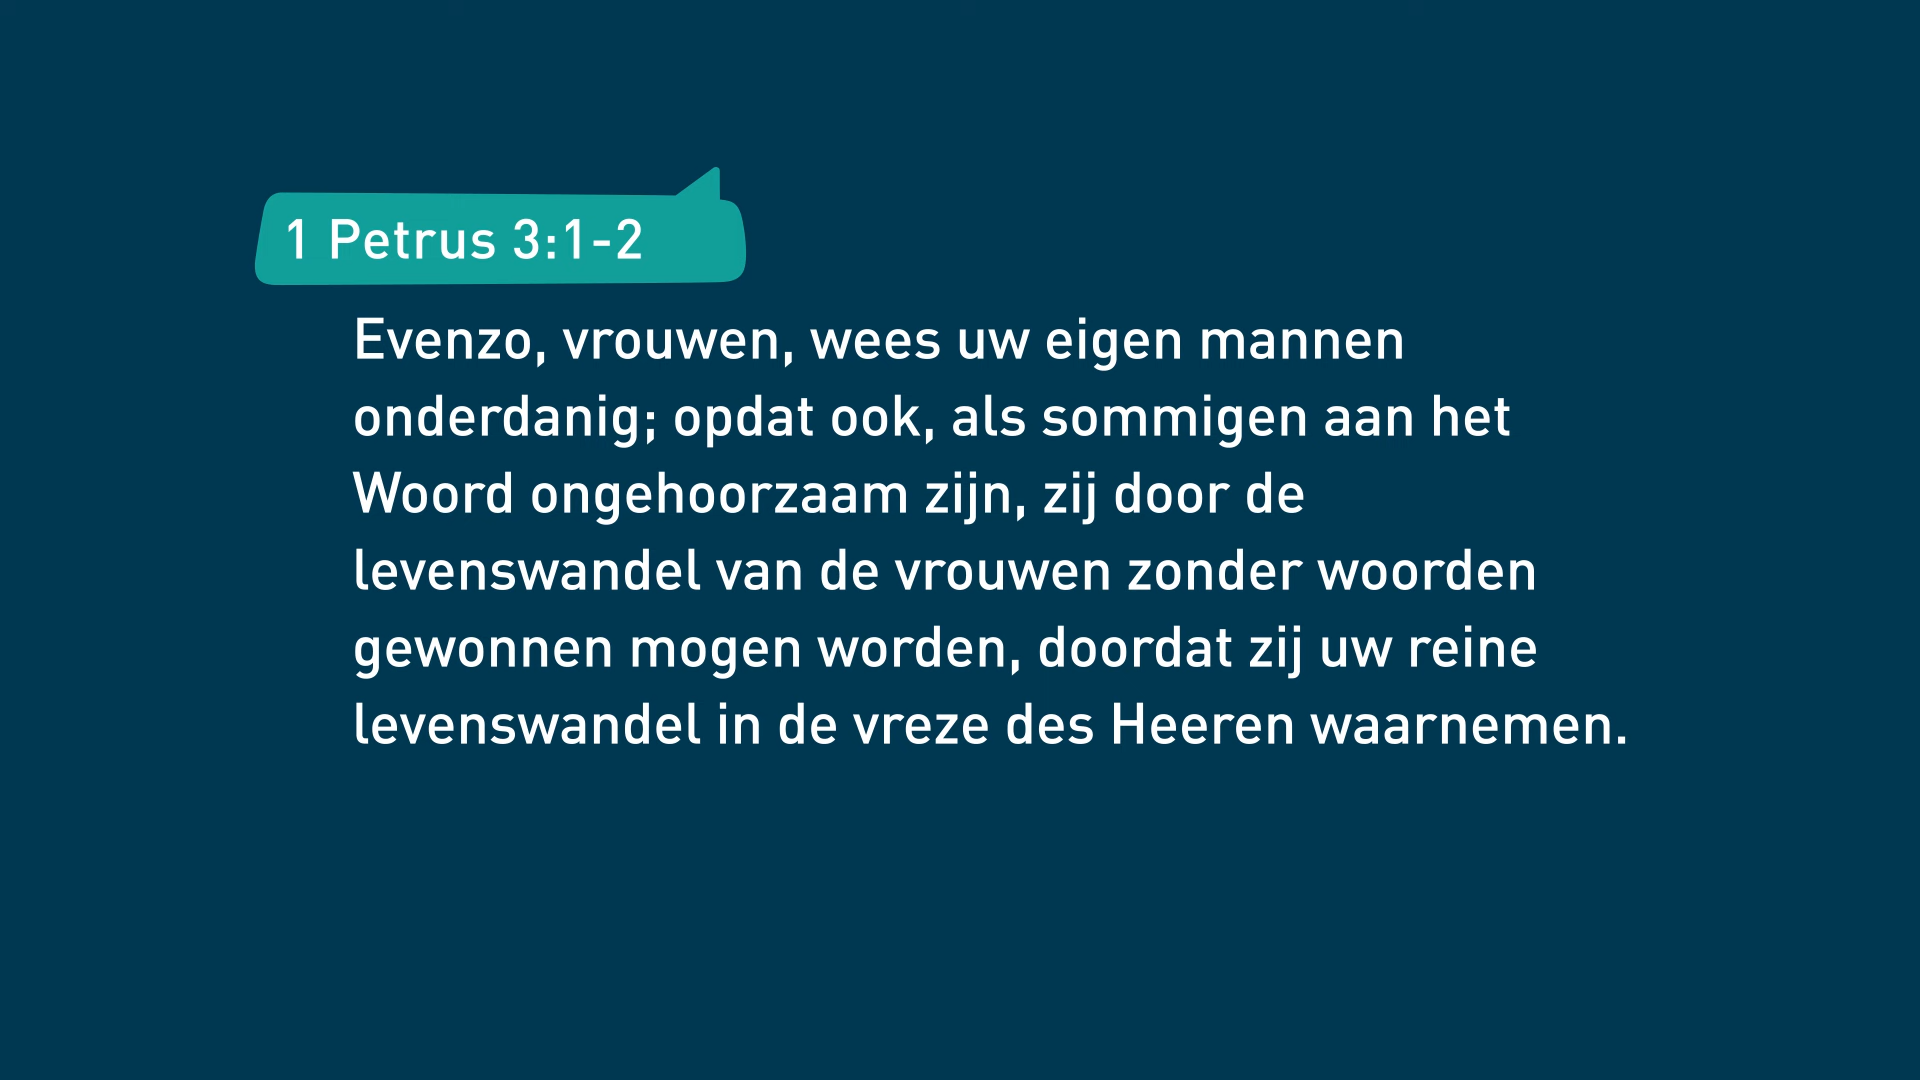 1 Petrus 3:1-2
Evenzo, vrouwen, wees uw eigen mannen
onderdanig; opdat ook, als sommigen aan het
Woord ongehoorzaam zijn, zij door de
levenswandel van de vrouwen zonder woorden
gewonnen mogen worden, doordat zij uw reine
levenswandel in de vreze des Heeren waarnemen.